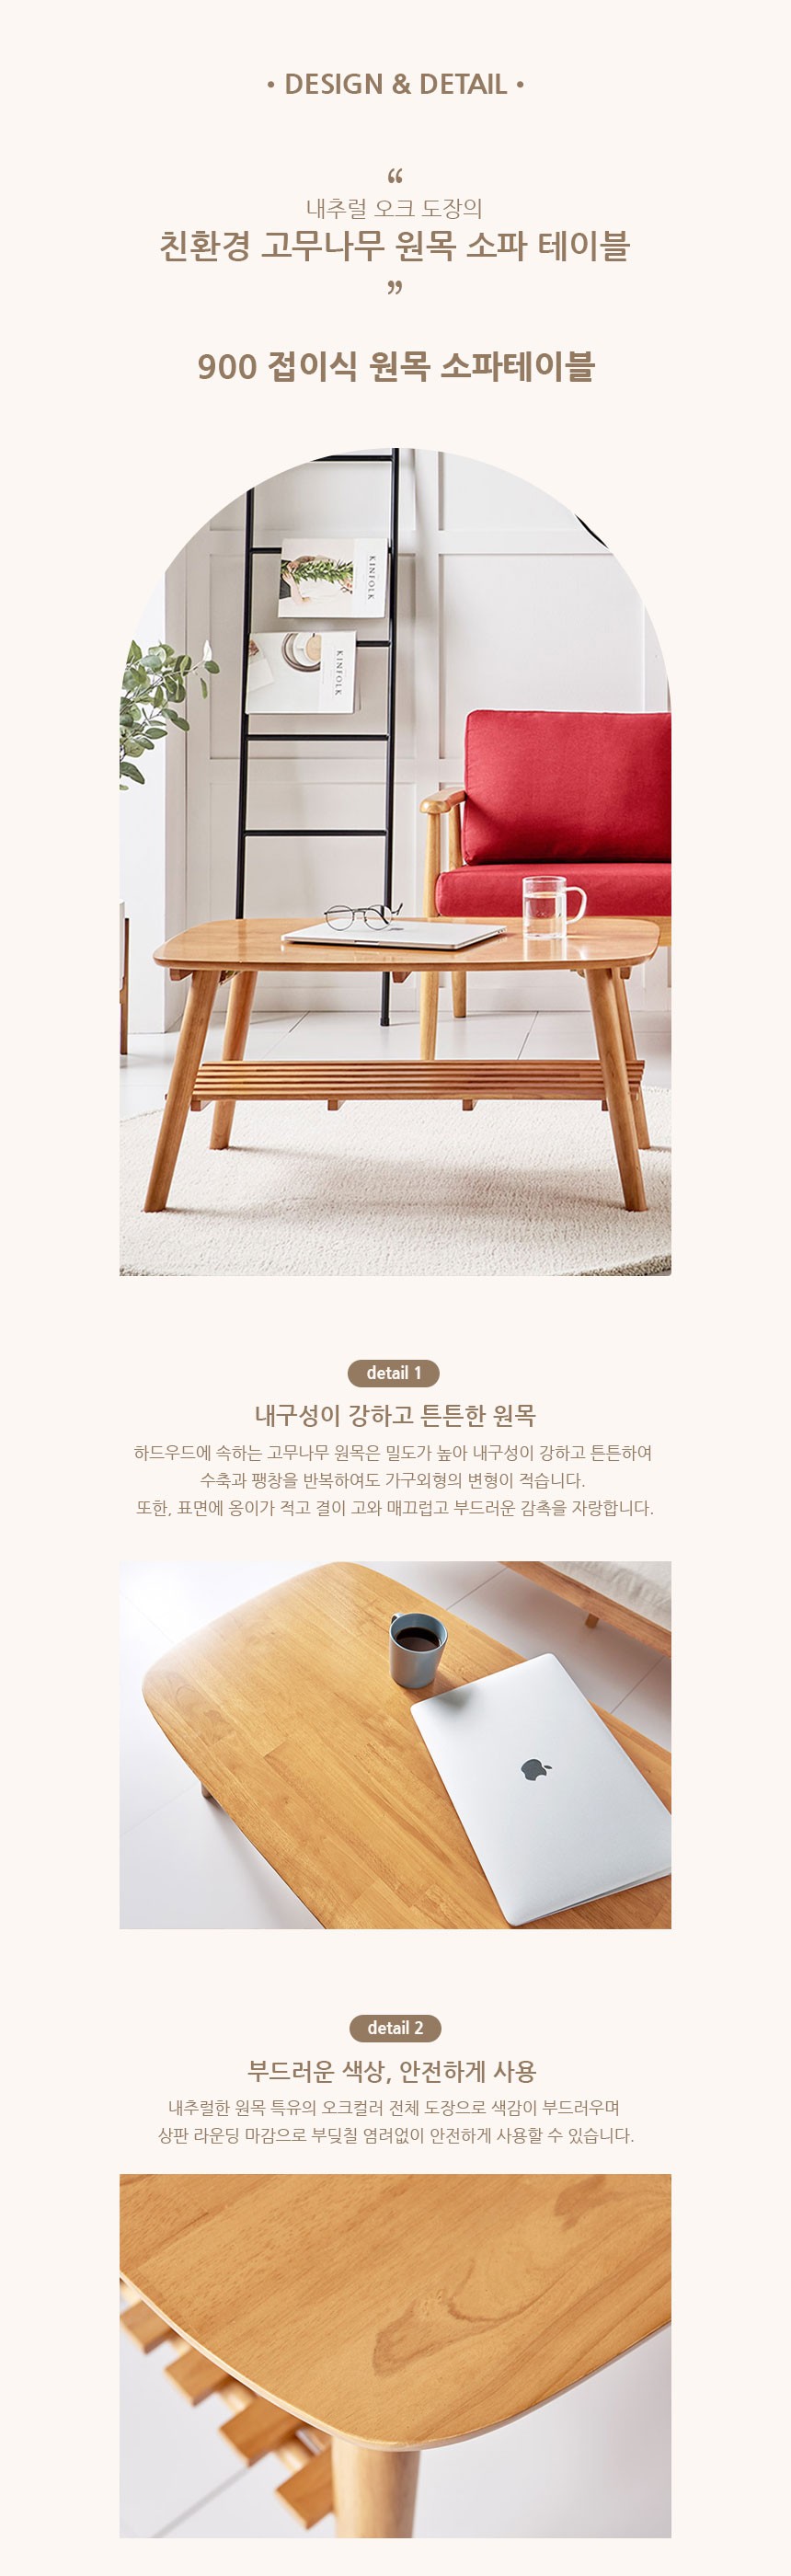 • DESIGN & DETAIL •
“
내추럴 오크 도장의
친환경 고무나무 원목 소파 테이블
”
900 접이식 원목 소파테이블
KINFOLK
KINFOLK
detail 1
내구성이 강하고 튼튼한 원목
하드우드에 속하는 고무나무 원목은 밀도가 높아 내구성이 강하고 튼튼하여
수축과 팽창을 반복하여도 가구외형의 변형이 적습니다.
또한, 표면에 옹이가 적고 결이 고와 매끄럽고 부드러운 감촉을 자랑합니다.
detail 2
부드러운 색상, 안전하게 사용
내추럴한 원목 특유의 오크컬러 전체 도장으로 색감이 부드러우며
상판 라운딩 마감으로 부딪칠 염려없이 안전하게 사용할 수 있습니다.